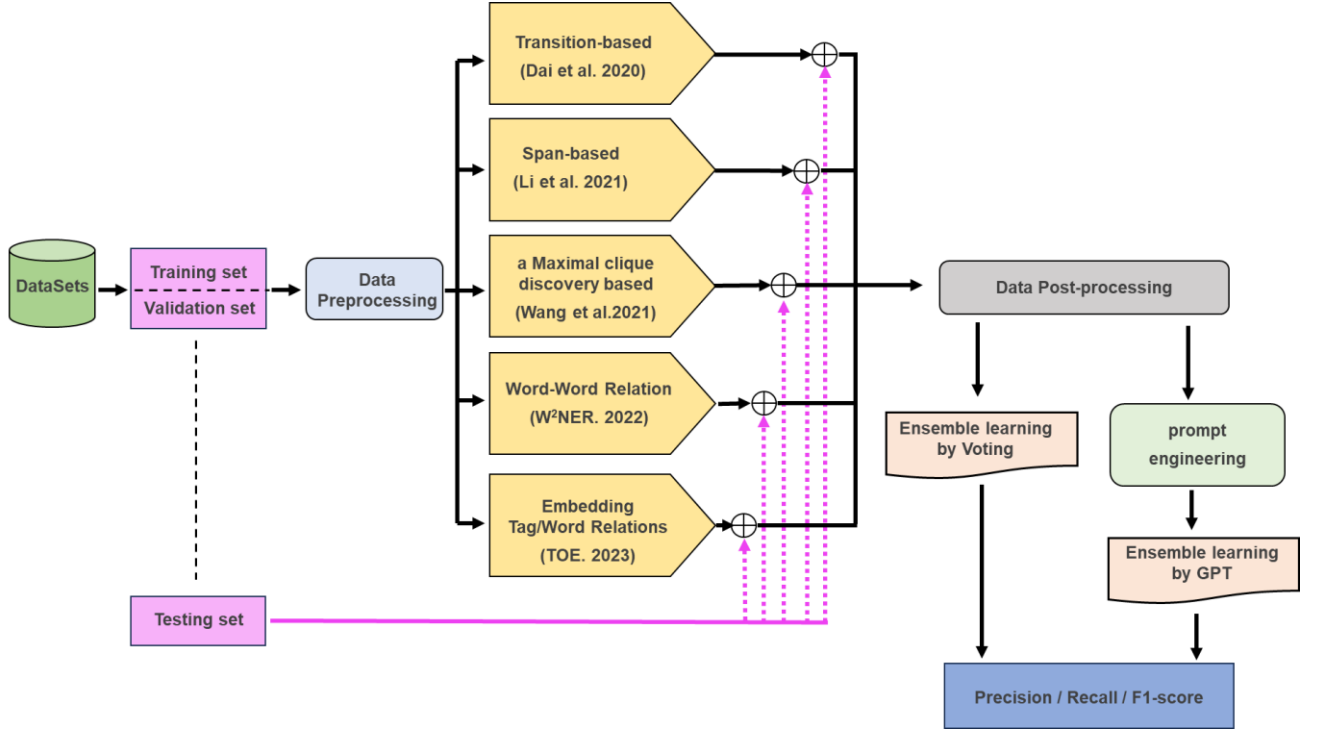 Transition-based
(Dai et al. 2020)
Span-based
(Li et al. 2021)
DataSets
Training set
Validation set
Data
Preprocessing
a Maximal clique
discovery based
(Wang et al.2021)
Data Post-processing
Word-Word Relation
(W²NER. 2022)
Ensemble learning
by Voting
prompt
engineering
Embedding
Tag/Word Relations
(TOE. 2023)
Ensemble learning
by GPT
Testing set
Precision / Recall / F1-score